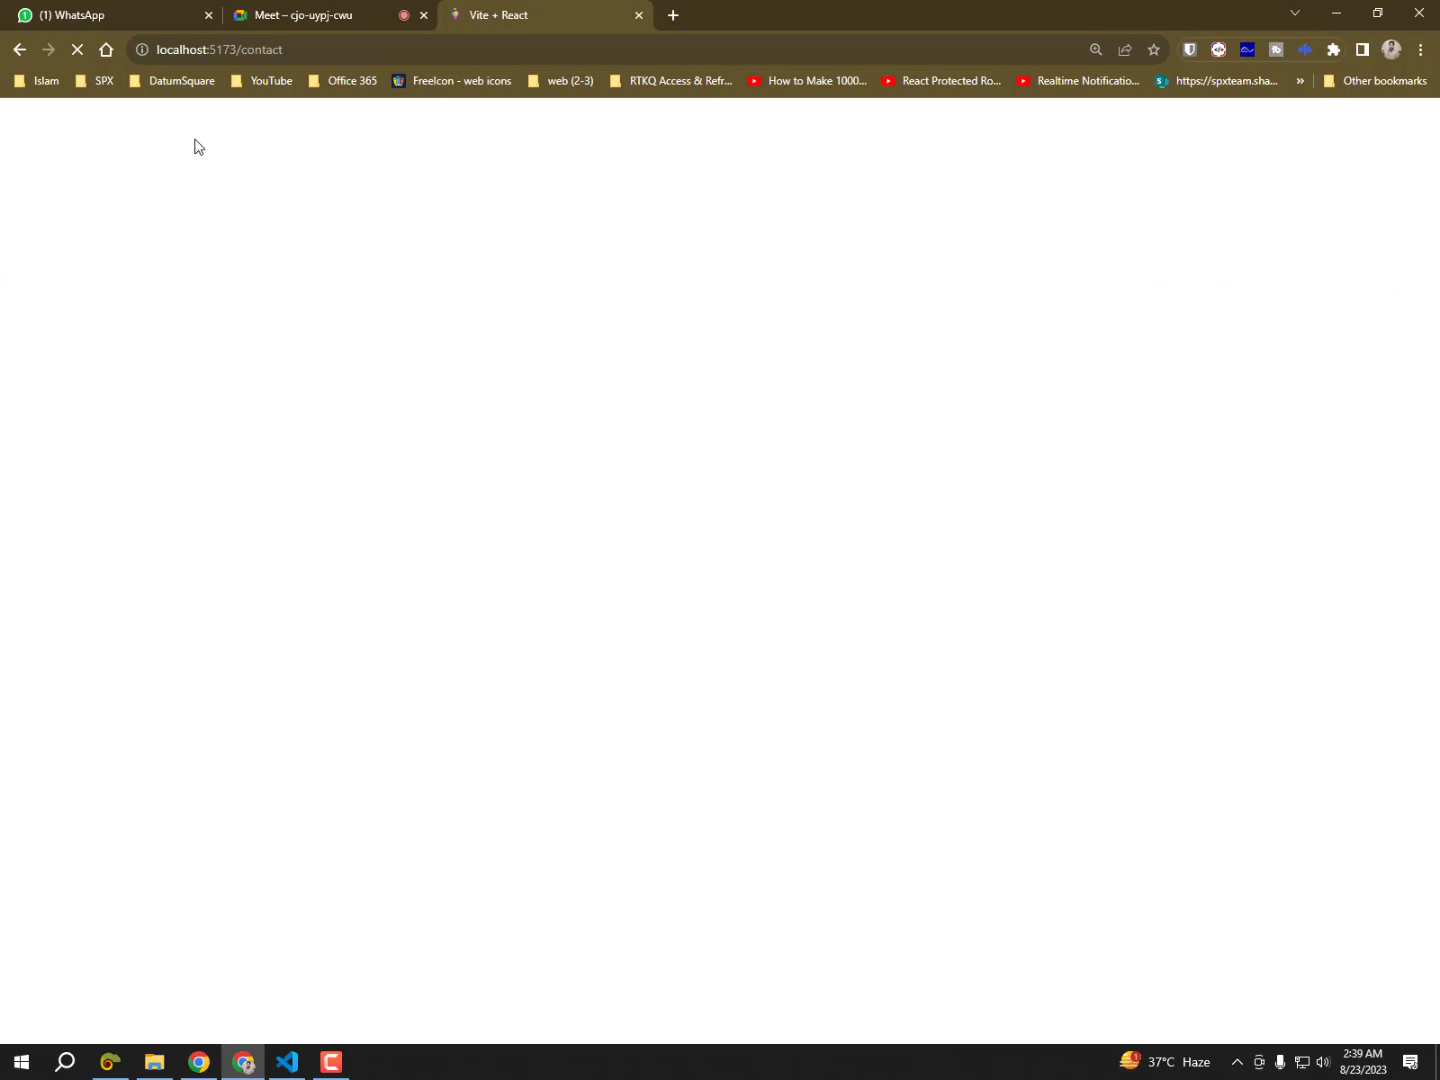 (1) WhatsApp
Meet – cjo-uypj-cwu
Vite + React
localhost:5173/contact
Islam
SPX
DatumSquare
YouTube
Office 365
FreeIcon - web icons
web (2-3)
RTKQ Access & Refr...
How to Make 1000...
React Protected Ro...
Realtime Notificatio...
https://spxteam.sha...
»
Other bookmarks
37°C Haze
2:39 AM
8/23/2023